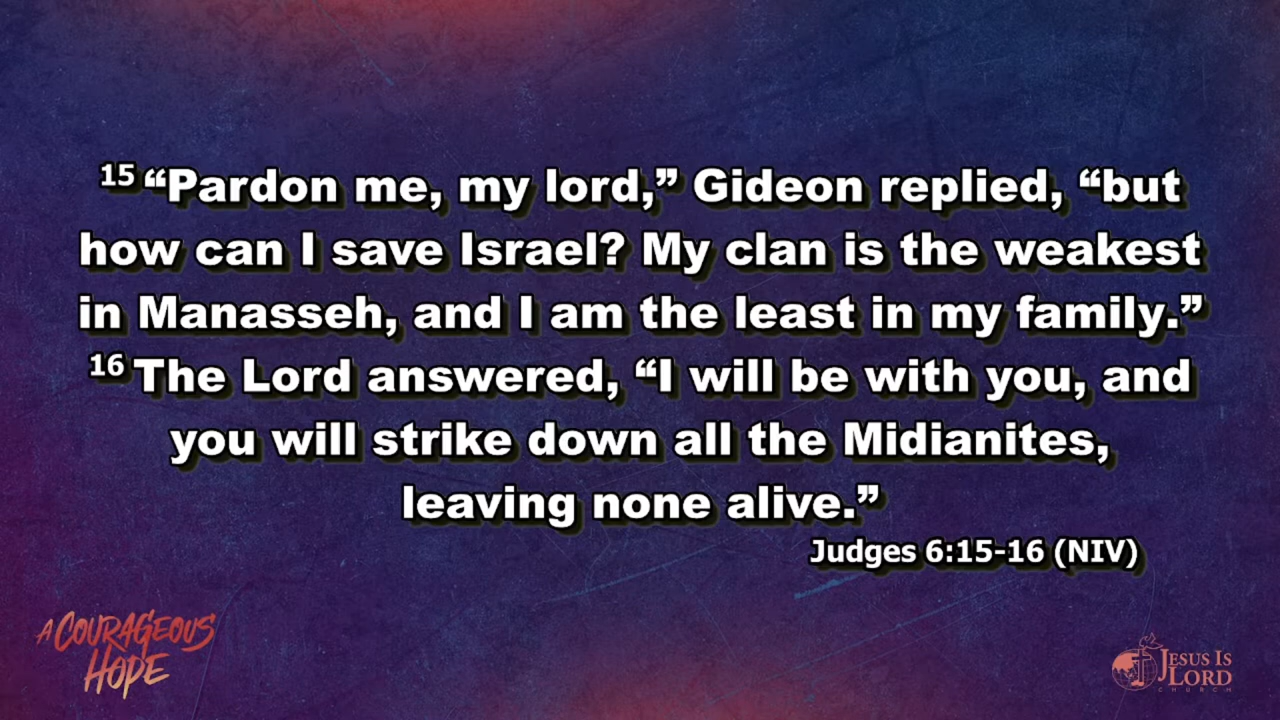 15 “Pardon me, my lord,” Gideon replied, “but
how can I save Israel? My clan is the weakest
in Manasseh, and I am the least in my family.”
16 The Lord answered, “I will be with you, and
you will strike down all the Midianites,
leaving none alive.”
Judges 6:15-16 (NIV)
A COURAGEOUS
HOPE
JESUS IS
LORD
CHURCH